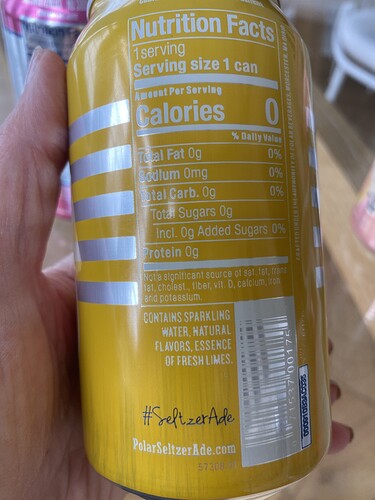 Nutrition Facts
1 serving
Serving size 1 can
Amount Per Serving
Calories 0
% Daily Value
Total Fat 0g 0%
Sodium 0mg 0%
Total Carb. 0g 0%
Total Sugars 0g
Incl. 0g Added Sugars 0%
Protein 0g
Not a significant source of sat. fat, trans
fat, cholest., fiber, vit. D, calcium, iron
and potassium.
CONTAINS SPARKLING
WATER, NATURAL
FLAVORS, ESSENCE
OF FRESH LIMES.
#SeltzerAde
PolarSeltzerAde.com